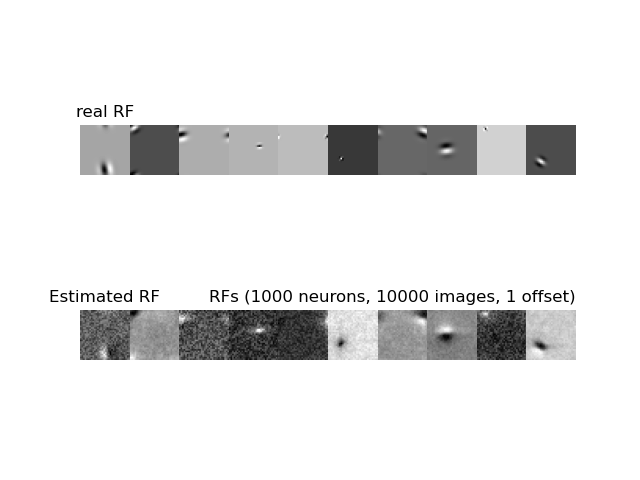 real RF
Estimated RF
RFs (1000 neurons, 10000 images, 1 offset)